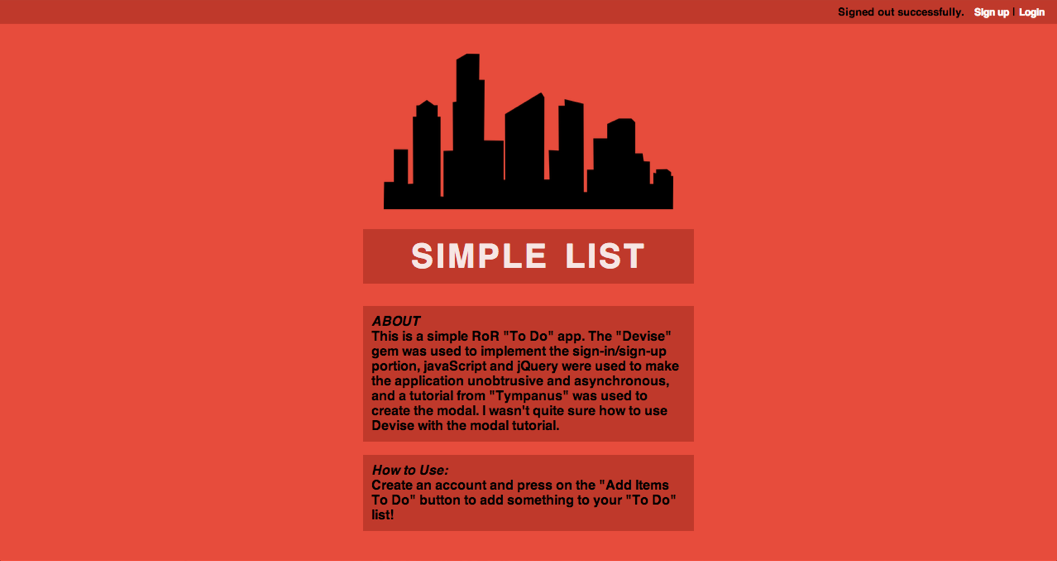 Signed out successfully. Sign up | Login
SIMPLE LIST
ABOUT
This is a simple RoR "To Do" app. The "Devise"
gem was used to implement the sign-in/sign-up
portion, javaScript and jQuery were used to make
the application unobtrusive and asynchronous,
and a tutorial from "Tympanus" was used to
create the modal. I wasn't quite sure how to use
Devise with the modal tutorial.
How to Use:
Create an account and press on the "Add Items
To Do" button to add something to your "To Do"
list!